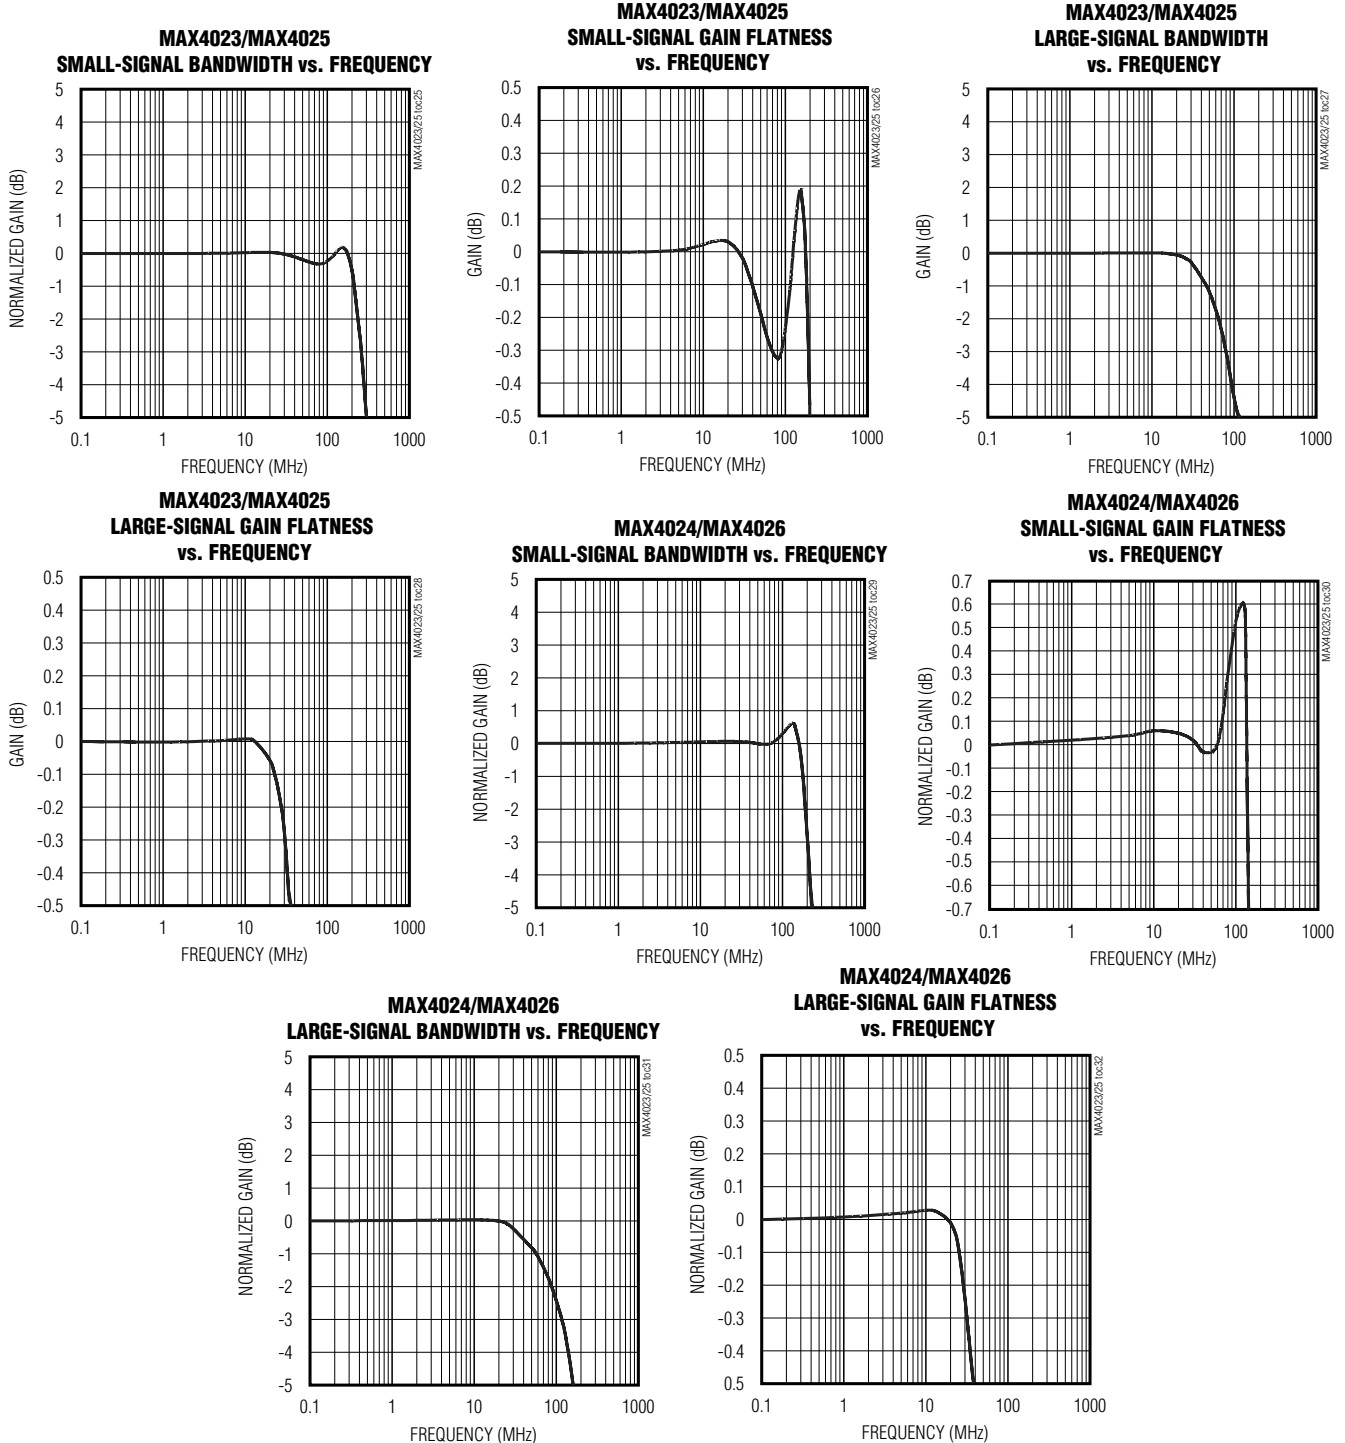 MAX4023/MAX4025
SMALL-SIGNAL BANDWIDTH vs. FREQUENCY
MAX4023/25 toc25
NORMALIZED GAIN (dB)
5
4
3
2
1
0
-1
-2
-3
-4
-5
0.1 1 10 100 1000
FREQUENCY (MHz)
MAX4023/MAX4025
SMALL-SIGNAL GAIN FLATNESS
vs. FREQUENCY
MAX4023/25 toc26
GAIN (dB)
0.5
0.4
0.3
0.2
0.1
0
-0.1
-0.2
-0.3
-0.4
-0.5
0.1 1 10 100 1000
FREQUENCY (MHz)
MAX4023/MAX4025
LARGE-SIGNAL BANDWIDTH
vs. FREQUENCY
MAX4023/25 toc27
GAIN (dB)
5
4
3
2
1
0
-1
-2
-3
-4
-5
0.1 1 10 100 1000
FREQUENCY (MHz)
MAX4023/MAX4025
LARGE-SIGNAL GAIN FLATNESS
vs. FREQUENCY
MAX4023/25 toc28
GAIN (dB)
0.5
0.4
0.3
0.2
0.1
0
-0.1
-0.2
-0.3
-0.4
-0.5
0.1 1 10 100 1000
FREQUENCY (MHz)
MAX4024/MAX4026
SMALL-SIGNAL BANDWIDTH vs. FREQUENCY
MAX4023/25 toc29
NORMALIZED GAIN (dB)
5
4
3
2
1
0
-1
-2
-3
-4
-5
0.1 1 10 100 1000
FREQUENCY (MHz)
MAX4024/MAX4026
SMALL-SIGNAL GAIN FLATNESS
vs. FREQUENCY
MAX4023/25 toc30
NORMALIZED GAIN (dB)
0.7
0.6
0.5
0.4
0.3
0.2
0.1
0
-0.1
-0.2
-0.3
-0.4
-0.5
-0.6
-0.7
0.1 1 10 100 1000
FREQUENCY (MHz)
MAX4024/MAX4026
LARGE-SIGNAL BANDWIDTH vs. FREQUENCY
MAX4023/25 toc31
NORMALIZED GAIN (dB)
5
4
3
2
1
0
-1
-2
-3
-4
-5
0.1 1 10 100 1000
FREQUENCY (MHz)
MAX4024/MAX4026
LARGE-SIGNAL GAIN FLATNESS
vs. FREQUENCY
MAX4023/25 toc32
NORMALIZED GAIN (dB)
0.5
0.4
0.3
0.2
0.1
0
-0.1
-0.2
-0.3
-0.4
0.5
0.1 1 10 100 1000
FREQUENCY (MHz)